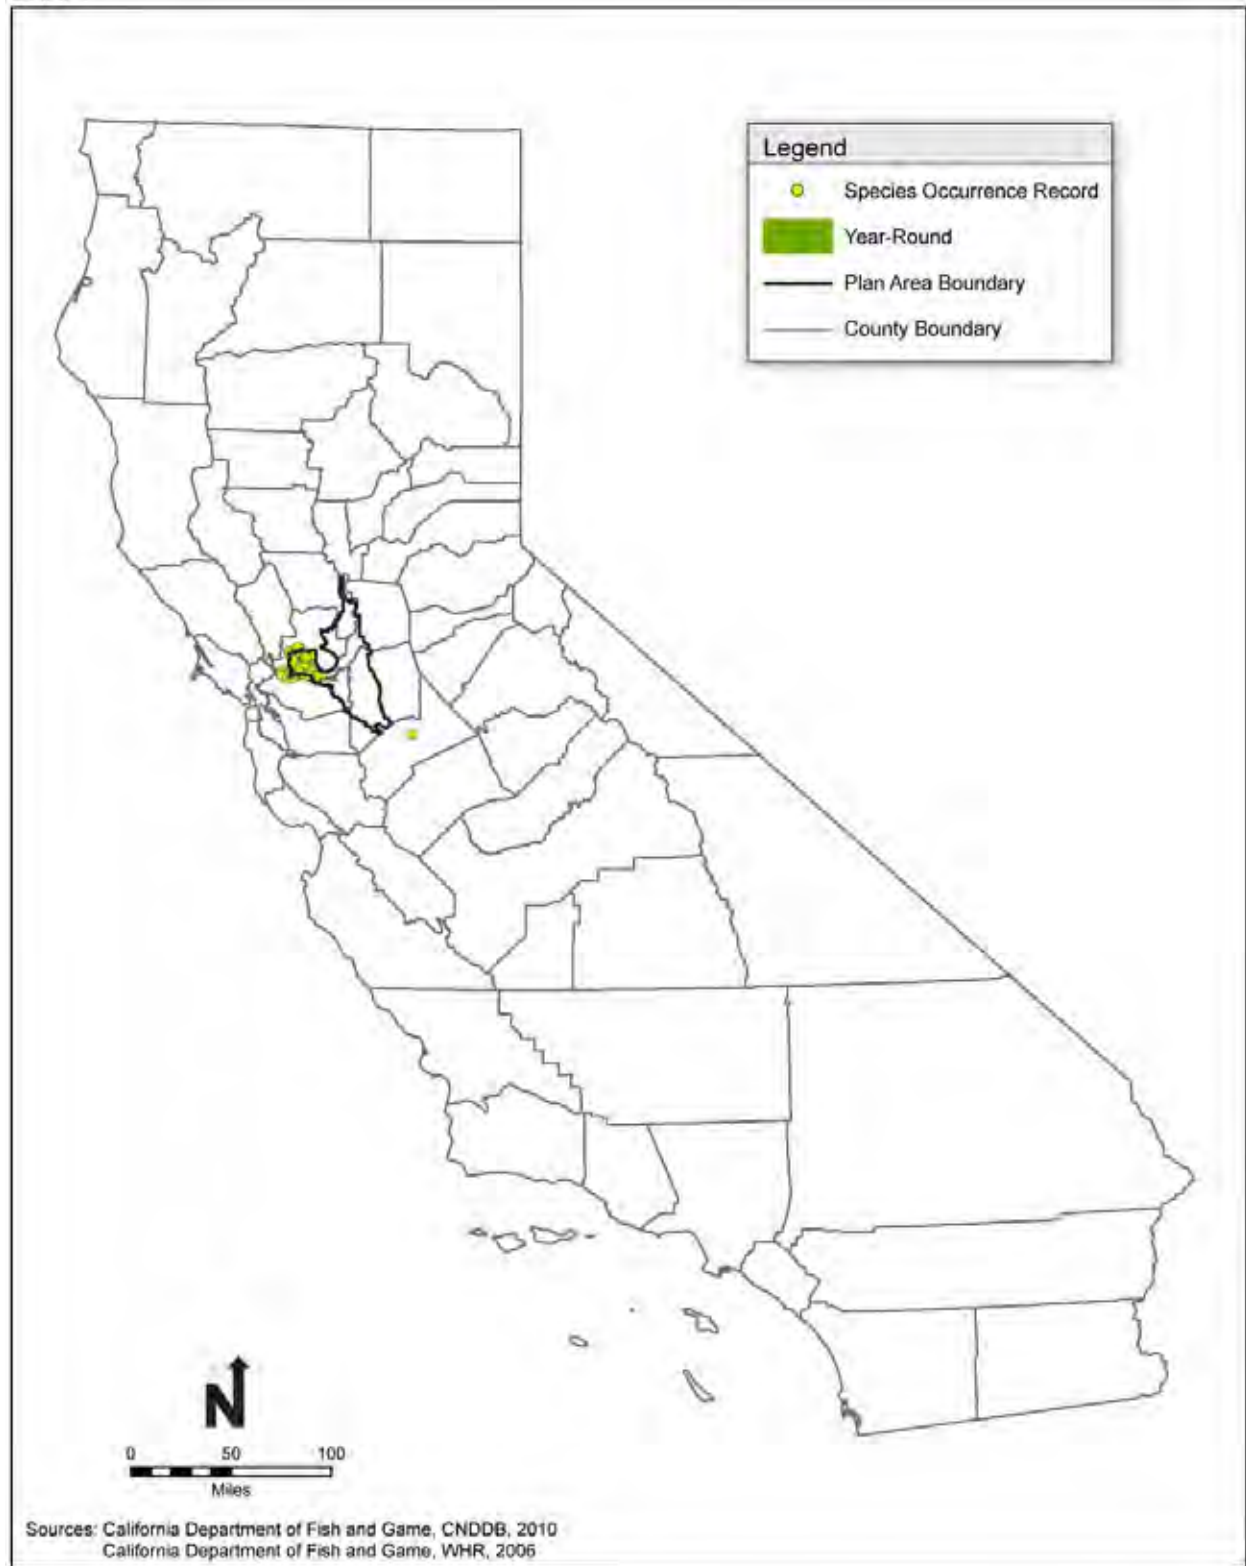 Legend
Species Occurrence Record
Year-Round
Plan Area Boundary
County Boundary
N
0 50 100
Miles
Sources: California Department of Fish and Game, CNDDB, 2010
California Department of Fish and Game, WHR, 2006